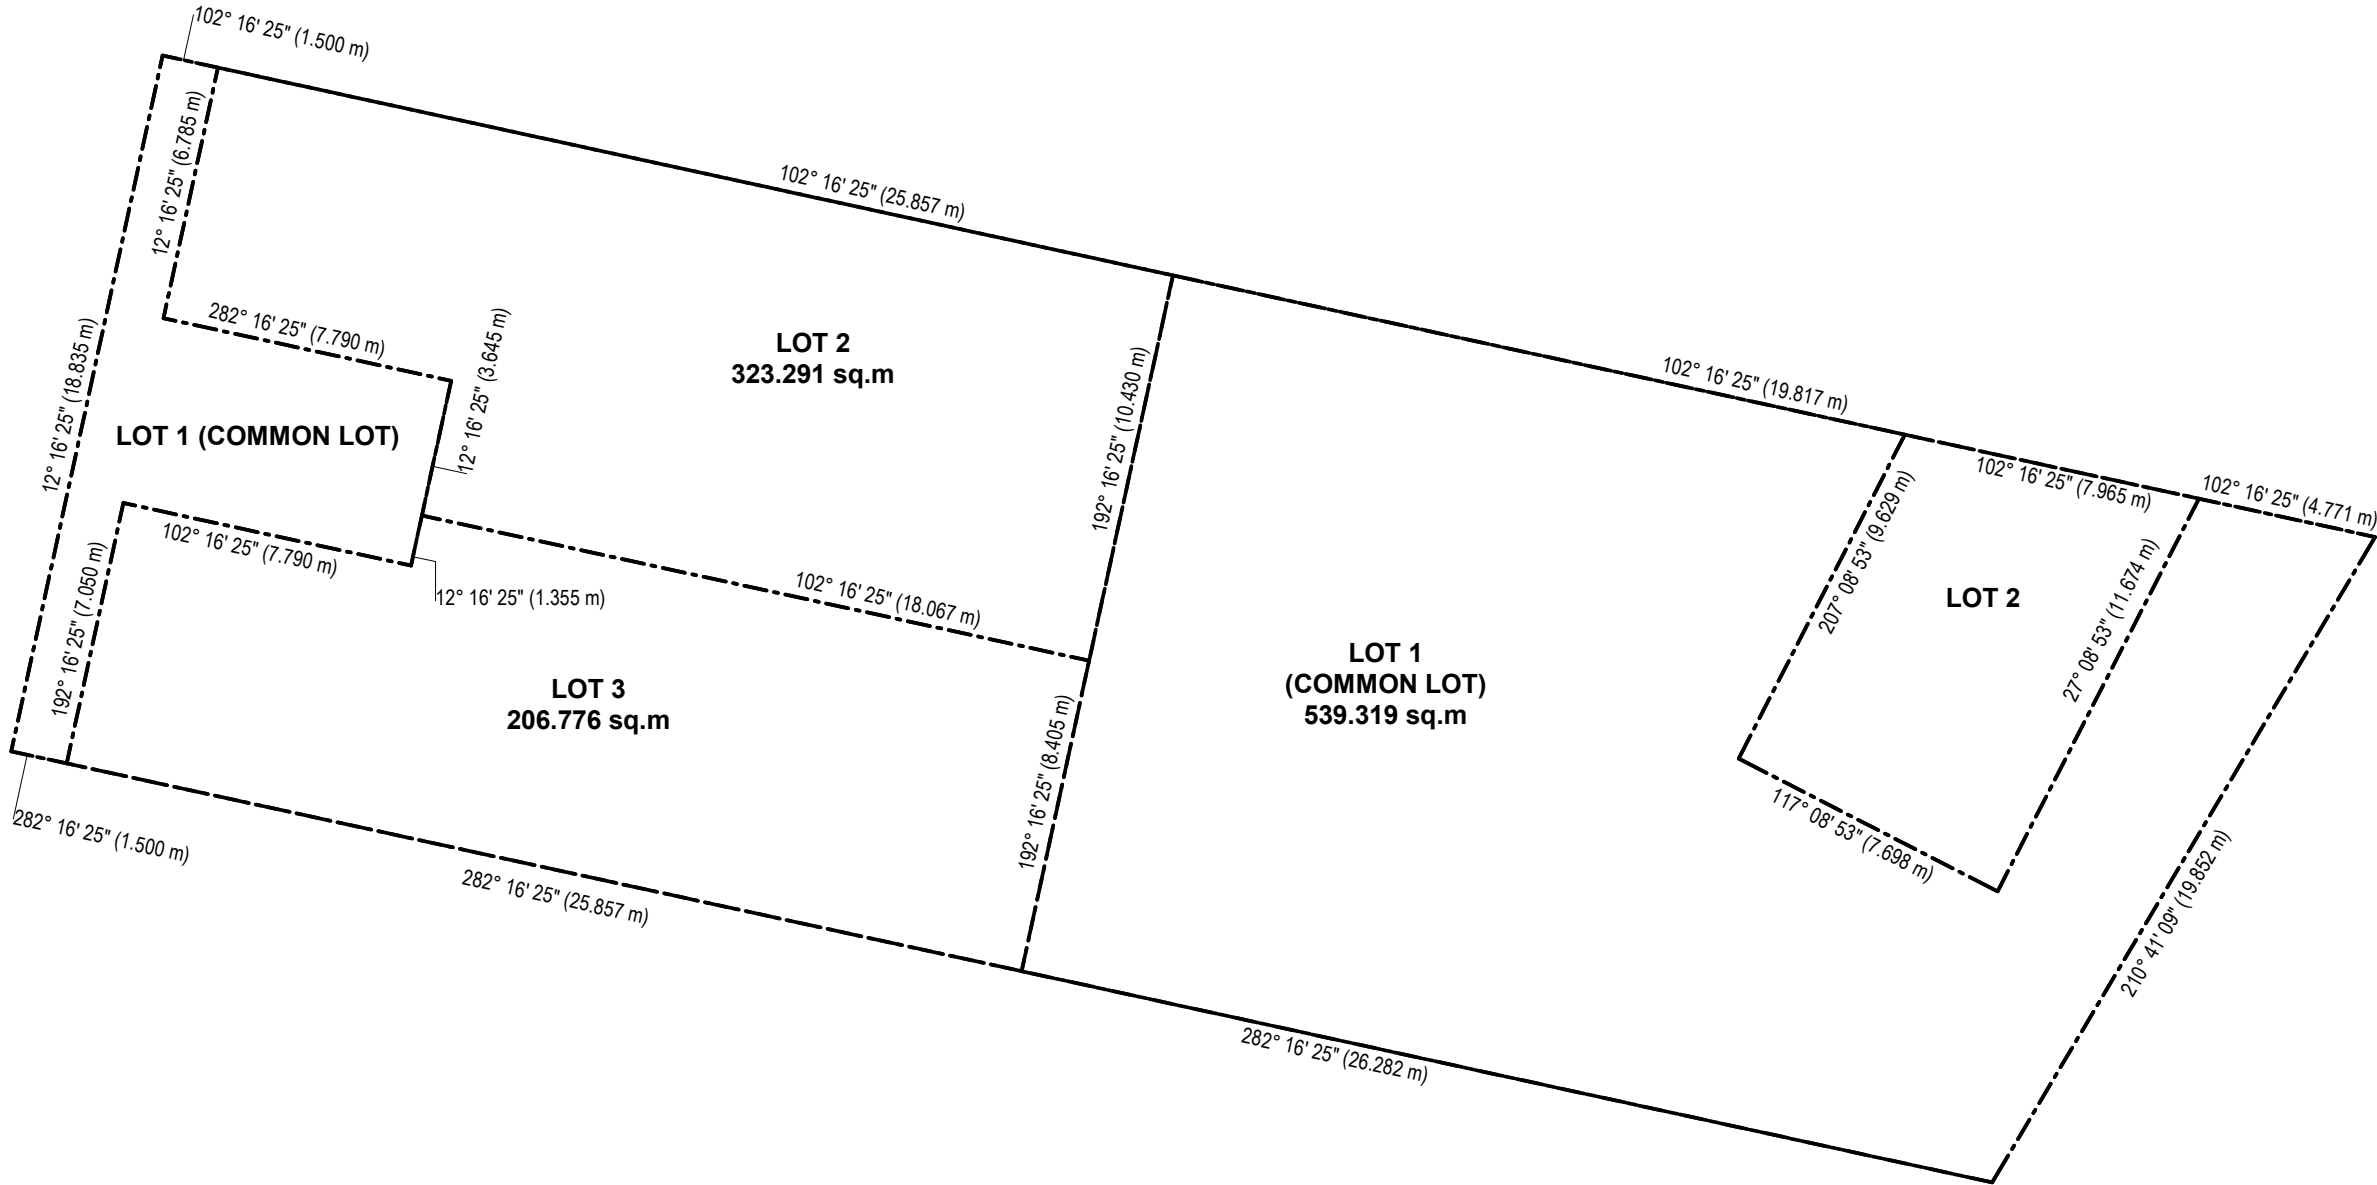 102° 16' 25" (1.500 m)
12° 16' 25" (6.785 m)
102° 16' 25" (25.857 m)
282° 16' 25" (7.790 m)
12° 16' 25" (3.645 m)
12° 16' 25" (18.835 m)
LOT 2
323.291 sq.m
192° 16' 25" (10.430 m)
102° 16' 25" (19.817 m)
LOT 1 (COMMON LOT)
102° 16' 25" (7.965 m)
102° 16' 25" (4.771 m)
207° 08' 53" (9.629 m)
102° 16' 25" (7.790 m)
192° 16' 25" (7.050 m)
12° 16' 25" (1.355 m)
102° 16' 25" (18.067 m)
LOT 2
27° 08' 53" (11.674 m)
LOT 3
206.776 sq.m
LOT 1
(COMMON LOT)
539.319 sq.m
192° 16' 25" (8.405 m)
117° 08' 53" (7.698 m)
282° 16' 25" (1.500 m)
282° 16' 25" (25.857 m)
210° 41' 09" (19.852 m)
282° 16' 25" (26.282 m)